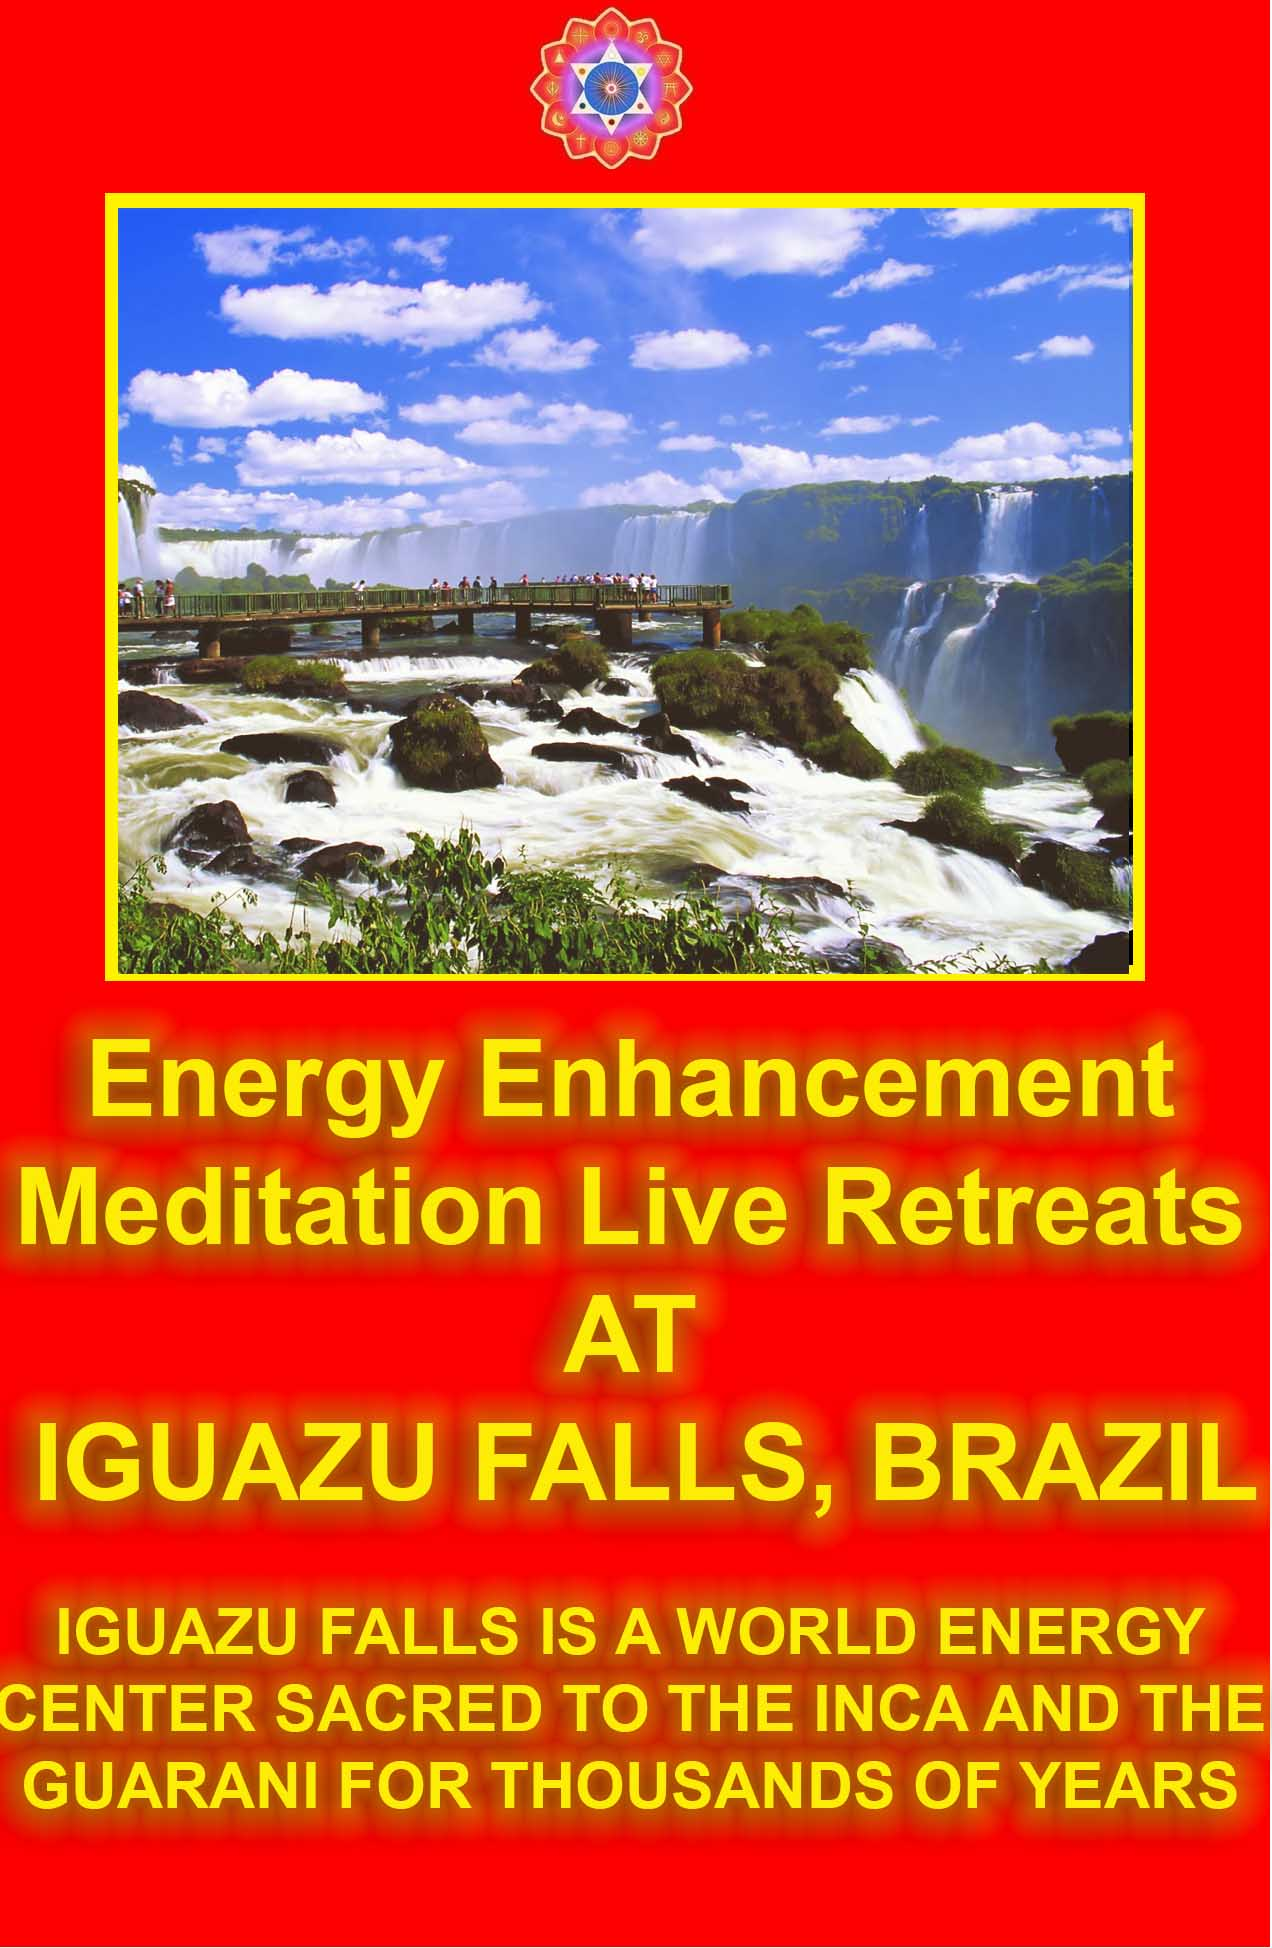 Energy Enhancement
Meditation Live Retreats
AT
IGUAZU FALLS, BRAZIL
IGUAZU FALLS IS A WORLD ENERGY
CENTER SACRED TO THE INCA AND THE
GUARANI FOR THOUSANDS OF YEARS